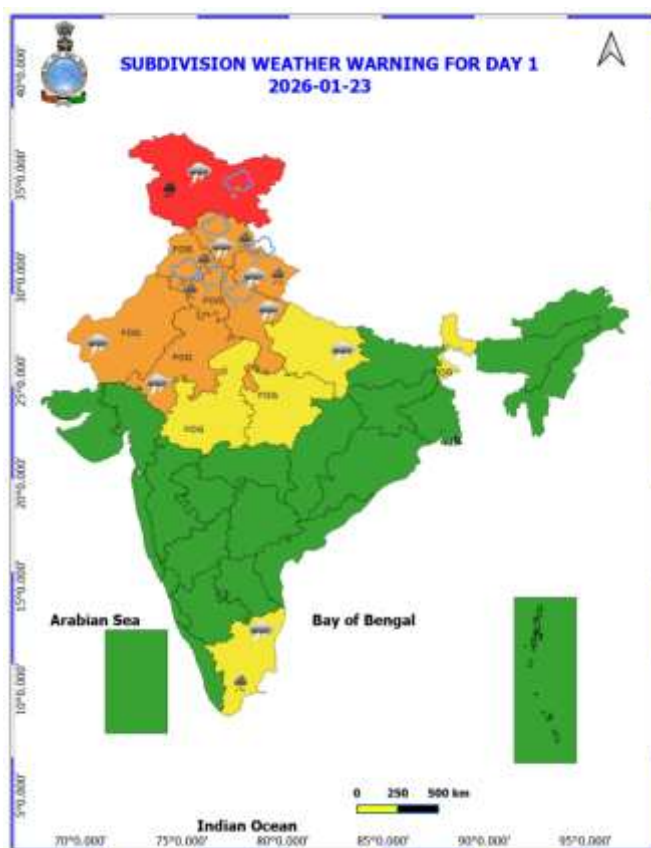 SUBDIVISION WEATHER WARNING FOR DAY 1
2026-01-23
40°0.000'
35°0.000'
30°0.000'
25°0.000'
20°0.000'
15°0.000'
10°0.000'
5°0.000'
FOG
FOG
FOG
FOG
FOG
FOG
Arabian Sea
Bay of Bengal
0 250 500 km
Indian Ocean
70°0.000' 75°0.000' 80°0.000' 85°0.000' 90°0.000' 95°0.000'